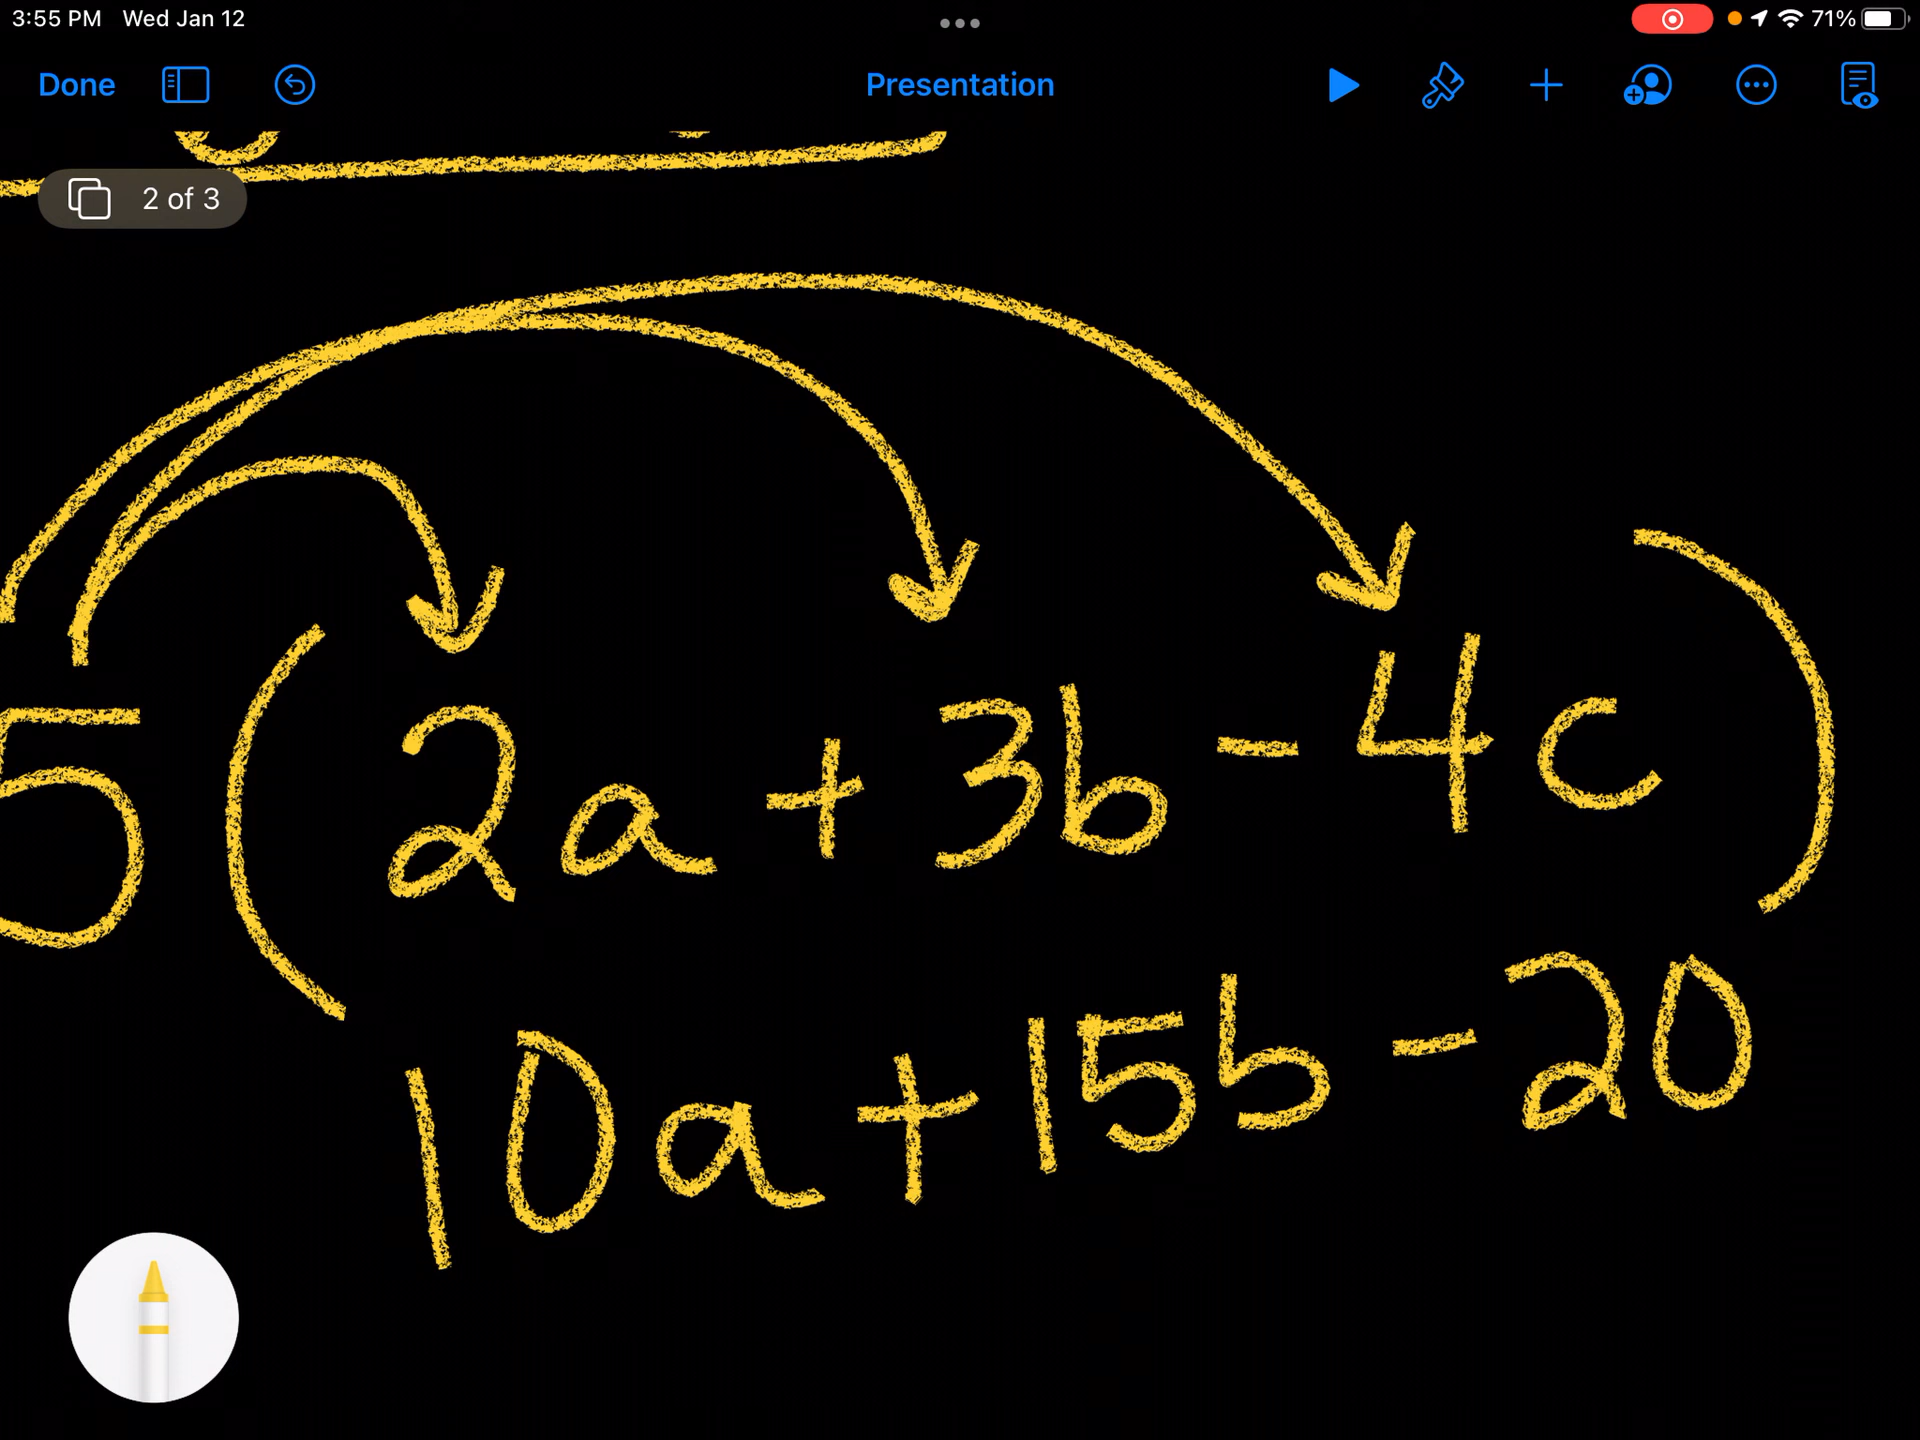 3:55 PM Wed Jan 12 71%
Done Presentation
2 of 3
5 ( 2a + 3b - 4c )
10a + 15b - 20